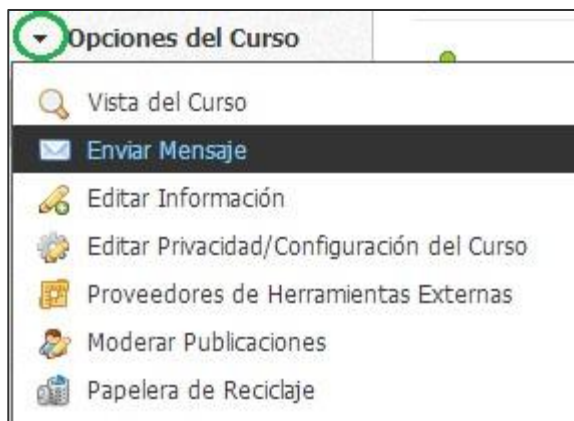 Opciones del Curso
Vista del Curso
Enviar Mensaje
Editar Información
Editar Privacidad/Configuración del Curso
Proveedores de Herramientas Externas
Moderar Publicaciones
Papelera de Reciclaje